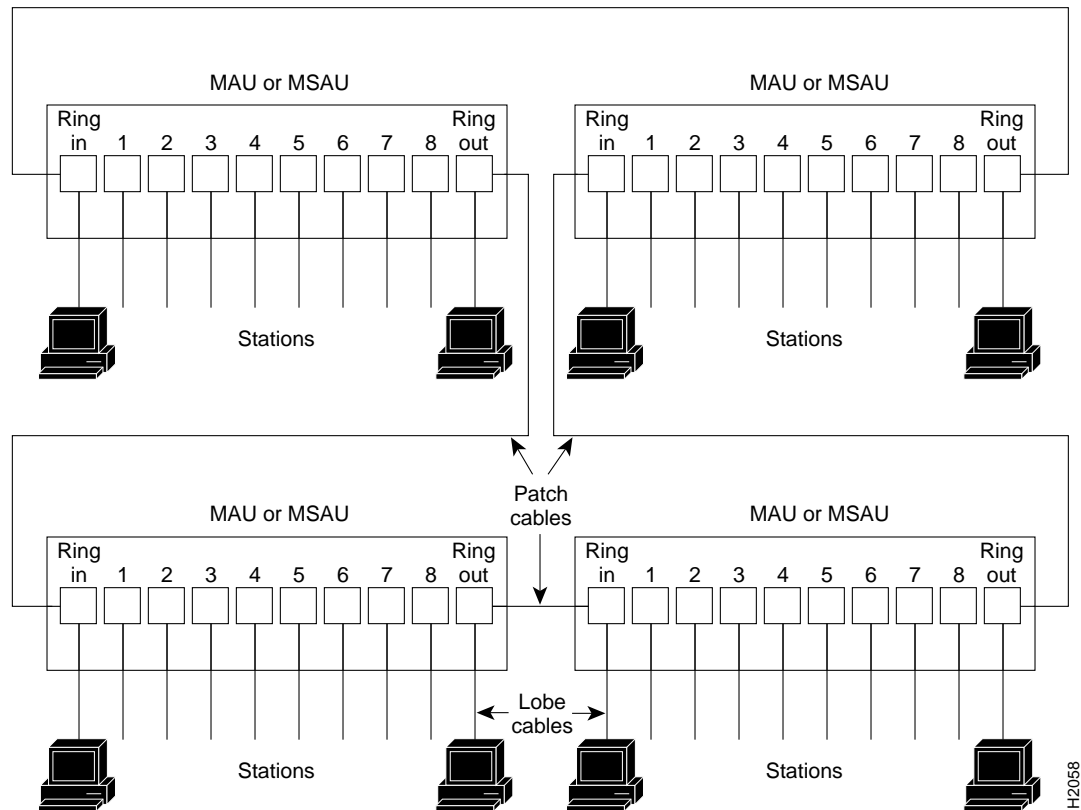 MAU or MSAU
Ring in 1 2 3 4 5 6 7 8 Ring out
Stations
MAU or MSAU
Ring in 1 2 3 4 5 6 7 8 Ring out
Stations
Patch
cables
MAU or MSAU
Ring in 1 2 3 4 5 6 7 8 Ring out
Stations
MAU or MSAU
Ring in 1 2 3 4 5 6 7 8 Ring out
Stations
Lobe
cables
H2058